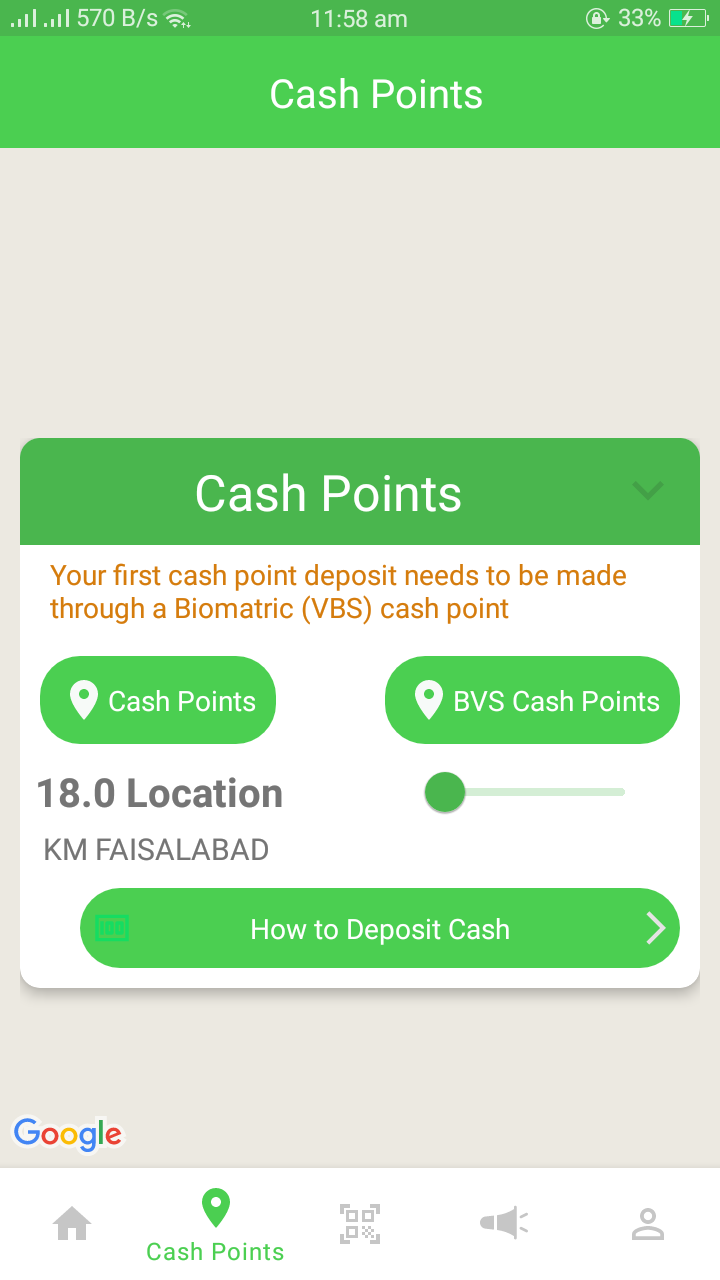 570 B/s 11:58 am 33%
Cash Points
Cash Points
Your first cash point deposit needs to be made
through a Biomatric (VBS) cash point
Cash Points BVS Cash Points
18.0 Location
KM FAISALABAD
100 How to Deposit Cash
Google
Cash Points